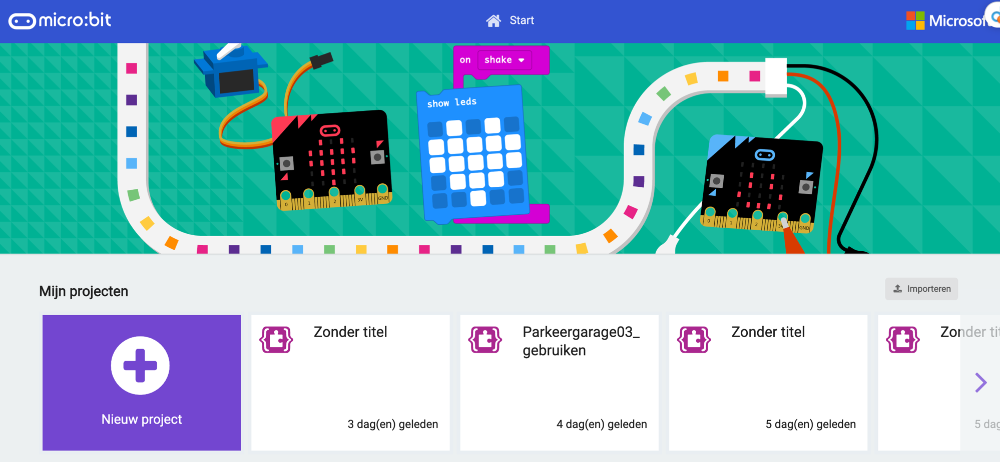 micro:bit
Start
Microsoft
on shake
show leds
0 1 2 3V GND
0 1 2 3V GND
Mijn projecten
Importeren
Nieuw project
Zonder titel
3 dag(en) geleden
Parkeergarage03_
gebruiken
4 dag(en) geleden
Zonder titel
5 dag(en) geleden
Zonder tit
5 dag